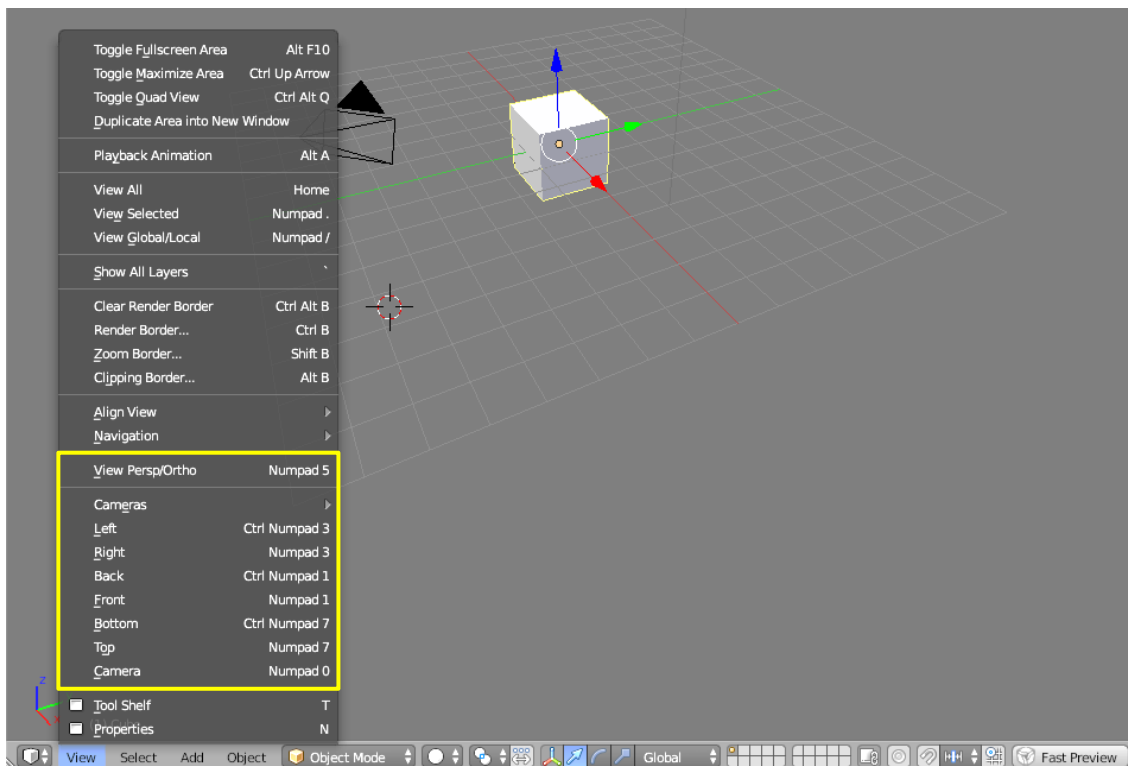 Toggle Fullscreen Area Alt F10
Toggle Maximize Area Ctrl Up Arrow
Toggle Quad View Ctrl Alt Q
Duplicate Area into New Window
Playback Animation Alt A
View All Home
View Selected Numpad .
View Global/Local Numpad /
Show All Layers `
Clear Render Border Ctrl Alt B
Render Border... Ctrl B
Zoom Border... Shift B
Clipping Border... Alt B
Align View
Navigation
View Persp/Ortho Numpad 5
Cameras
Left Ctrl Numpad 3
Right Numpad 3
Back Ctrl Numpad 1
Front Numpad 1
Bottom Ctrl Numpad 7
Top Numpad 7
Camera Numpad 0
z
Tool Shelf T
x
Properties N
View Select Add Object Object Mode Global Fast Preview